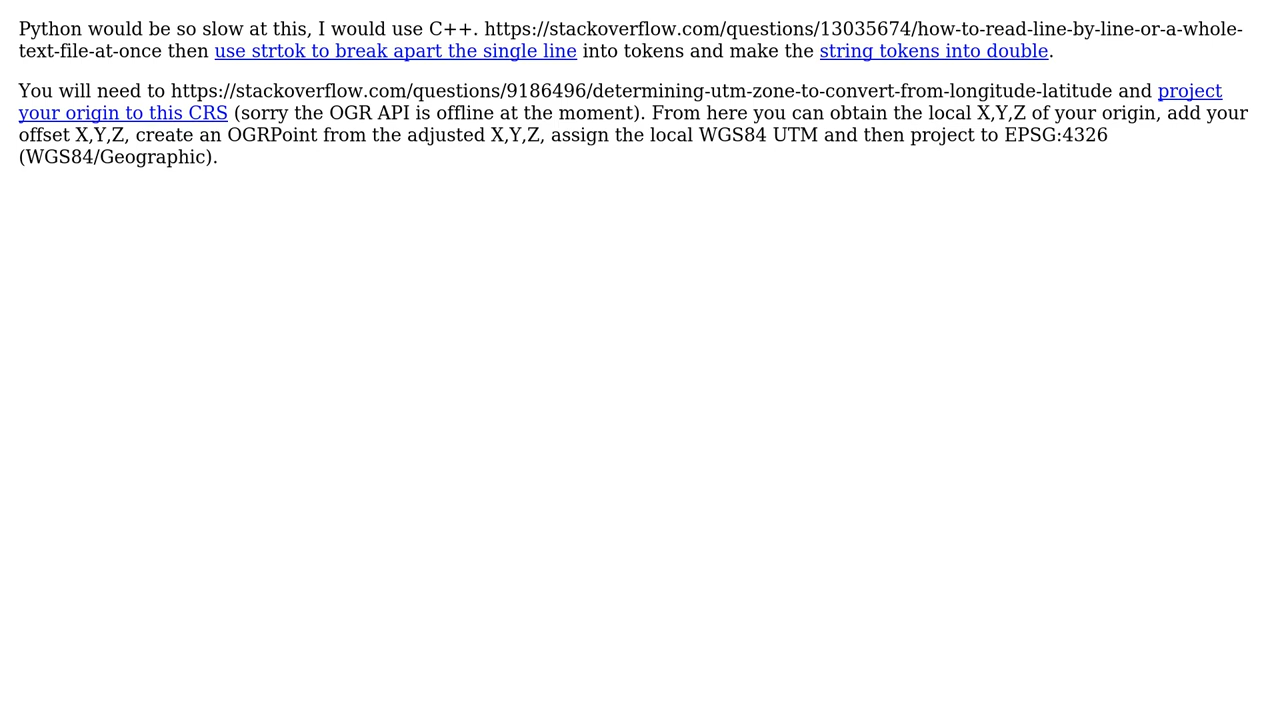 Python would be so slow at this, I would use C++. https://stackoverflow.com/questions/13035674/how-to-read-line-by-line-or-a-whole-
text-file-at-once then use strtok to break apart the single line into tokens and make the string tokens into double.
You will need to https://stackoverflow.com/questions/9186496/determining-utm-zone-to-convert-from-longitude-latitude and project
your origin to this CRS (sorry the OGR API is offline at the moment). From here you can obtain the local X,Y,Z of your origin, add your
offset X,Y,Z, create an OGRPoint from the adjusted X,Y,Z, assign the local WGS84 UTM and then project to EPSG:4326
(WGS84/Geographic).